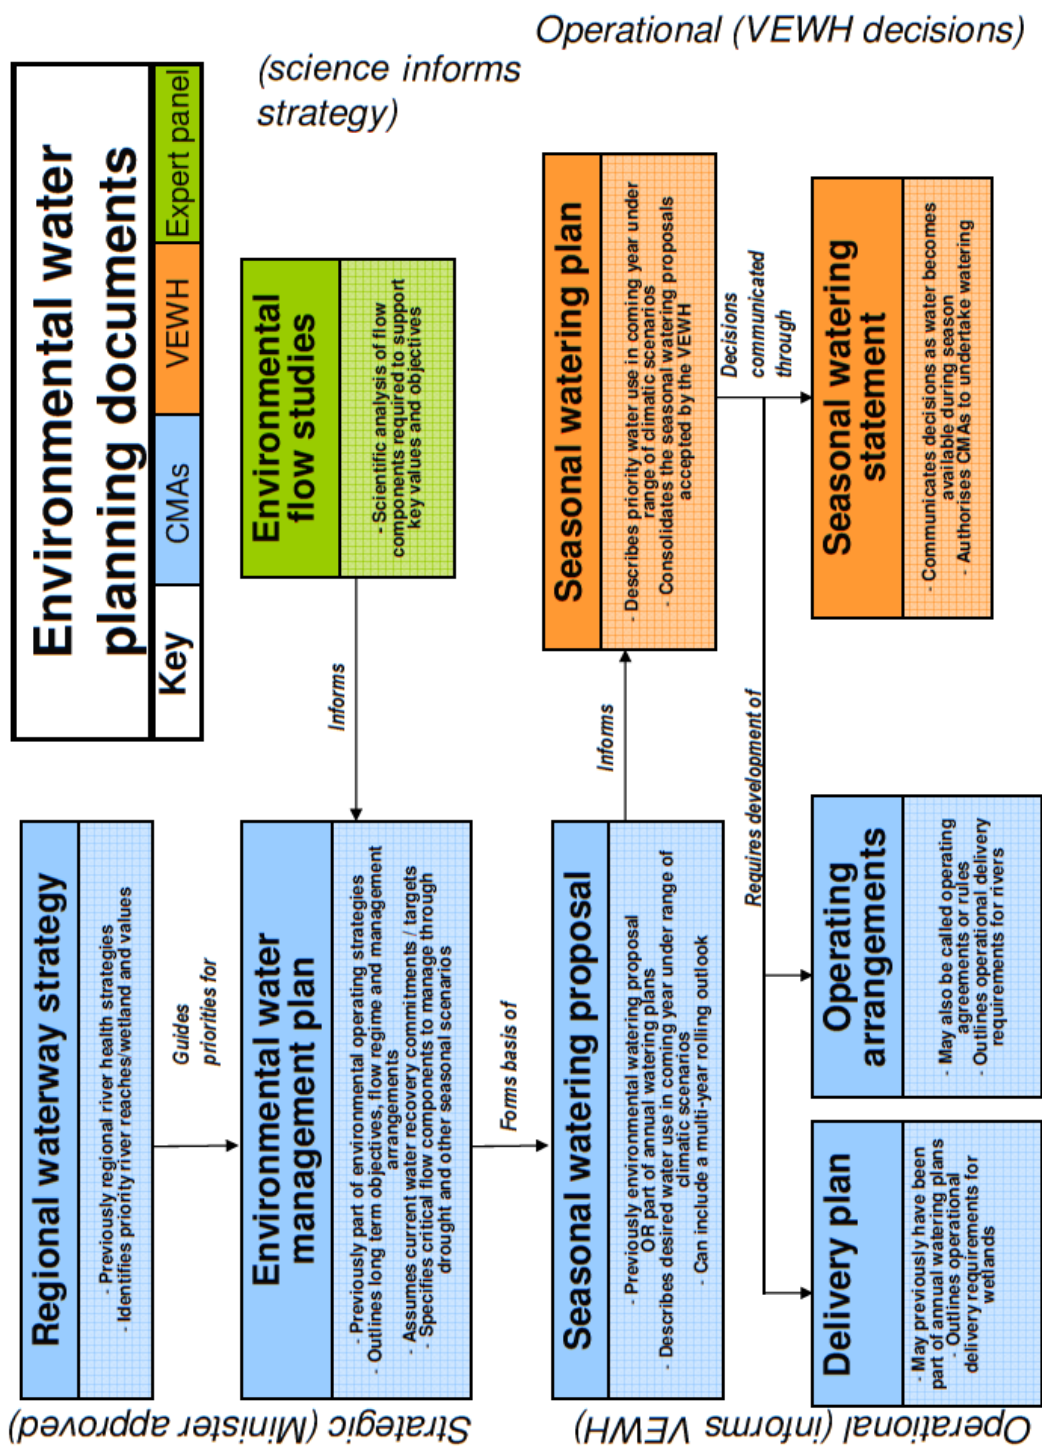 Environmental water
planning documents
Key
CMAs
VEWH
Expert panel
Strategic (Minister approved)
Regional waterway strategy
- Previously regional river health strategies
- Identifies priority river reaches/wetland and values
Guides
priorities for
(science informs
strategy)
Environmental water
management plan
- Previously part of environmental operating strategies
- Outlines long term objectives, flow regime and management
arrangements
- Assumes current water recovery commitments / targets
- Specifies critical flow components to manage through
drought and other seasonal scenarios
Informs
Environmental
flow studies
- Scientific analysis of flow
components required to support
key values and objectives
Forms basis of
Operational (informs VEWH)
Seasonal watering proposal
- Previously environmental watering proposal
OR part of annual watering plans
- Describes desired water use in coming year under range of
climatic scenarios
- Can include a multi-year rolling outlook
Informs
Operational (VEWH decisions)
Seasonal watering plan
- Describes priority water use in coming year under
range of climatic scenarios
- Consolidates the seasonal watering proposals
accepted by the VEWH
Decisions
communicated
through
Requires development of
Delivery plan
- May previously have been
part of annual watering plans
- Outlines operational
delivery requirements for
wetlands
Operating
arrangements
- May also be called operating
agreements or rules
- Outlines operational delivery
requirements for rivers
Seasonal watering
statement
- Communicates decisions as water becomes
available during season
- Authorises CMAs to undertake watering